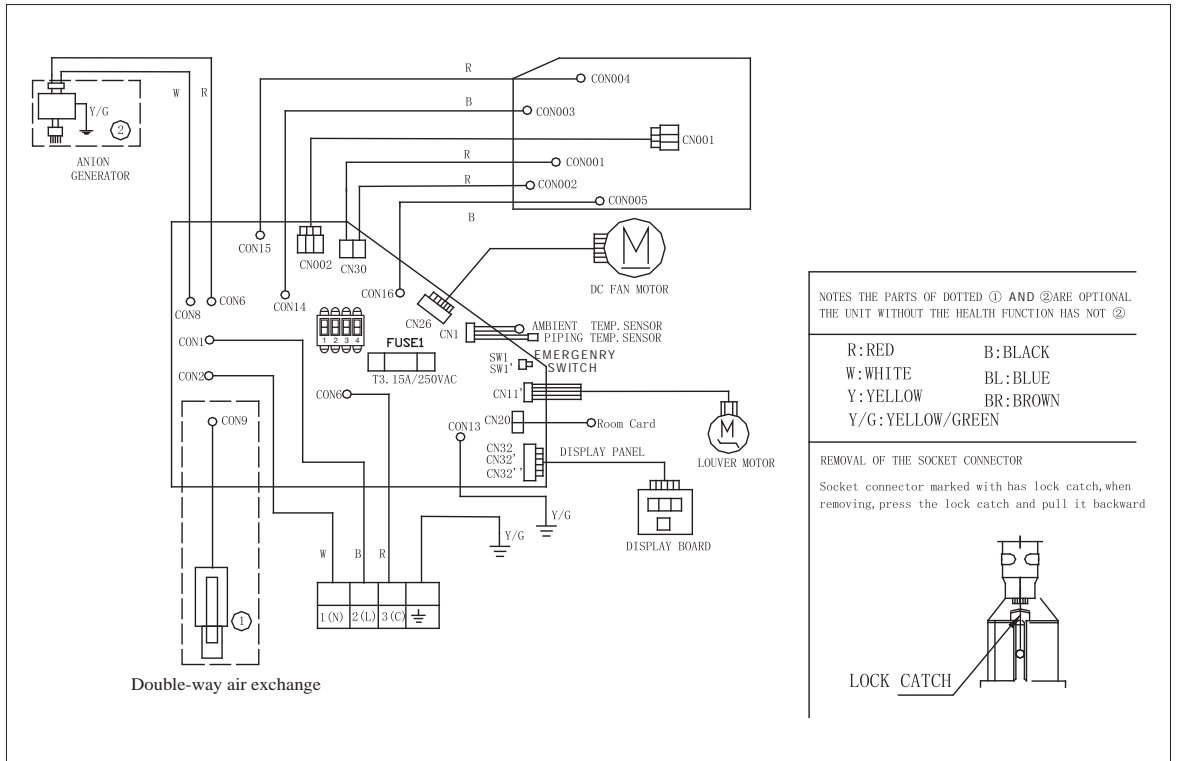 R
CON004
W
R
Y/G
2
B
CON003
CN001
ANION
GENERATOR
R
CON001
R
CON002
CON005
B
CON15
CN002
CN30
DC FAN MOTOR
CON8
CON6
CON14
CON16
CN26
1 2 3 4
CN1
AMBIENT TEMP.SENSOR
PIPING TEMP.SENSOR
CON1
FUSE1
T3.15A/250VAC
SW1
SW1'
EMERGENRY
SWITCH
CON2
CON6
CN11'
CON9
CON13
CN20
Room Card
LOUVER MOTOR
CN32
CN32'
CN32''
DISPLAY PANEL
Y/G
Y/G
DISPLAY BOARD
W
B
R
1(N)
2(L)
3(C)
1
Double-way air exchange
NOTES THE PARTS OF DOTTED ① AND ②ARE OPTIONAL
THE UNIT WITHOUT THE HEALTH FUNCTION HAS NOT ②
R:RED
B:BLACK
W:WHITE
BL:BLUE
Y:YELLOW
BR:BROWN
Y/G:YELLOW/GREEN
REMOVAL OF THE SOCKET CONNECTOR
Socket connector marked with has lock catch,when
removing,press the lock catch and pull it backward
LOCK CATCH